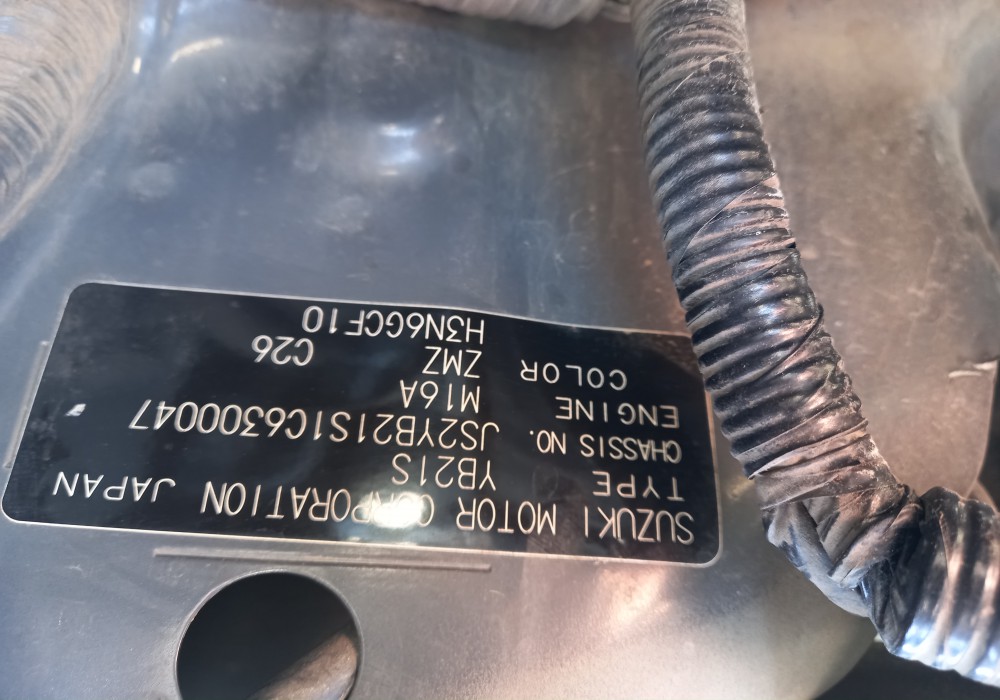 SUZUKI MOTOR CORPORATION JAPAN
TYPE YB21S
CHASSIS NO. JS2YB21S1C6300047
ENGINE M16A
COLOR ZMZ C26
H3N6GCF10